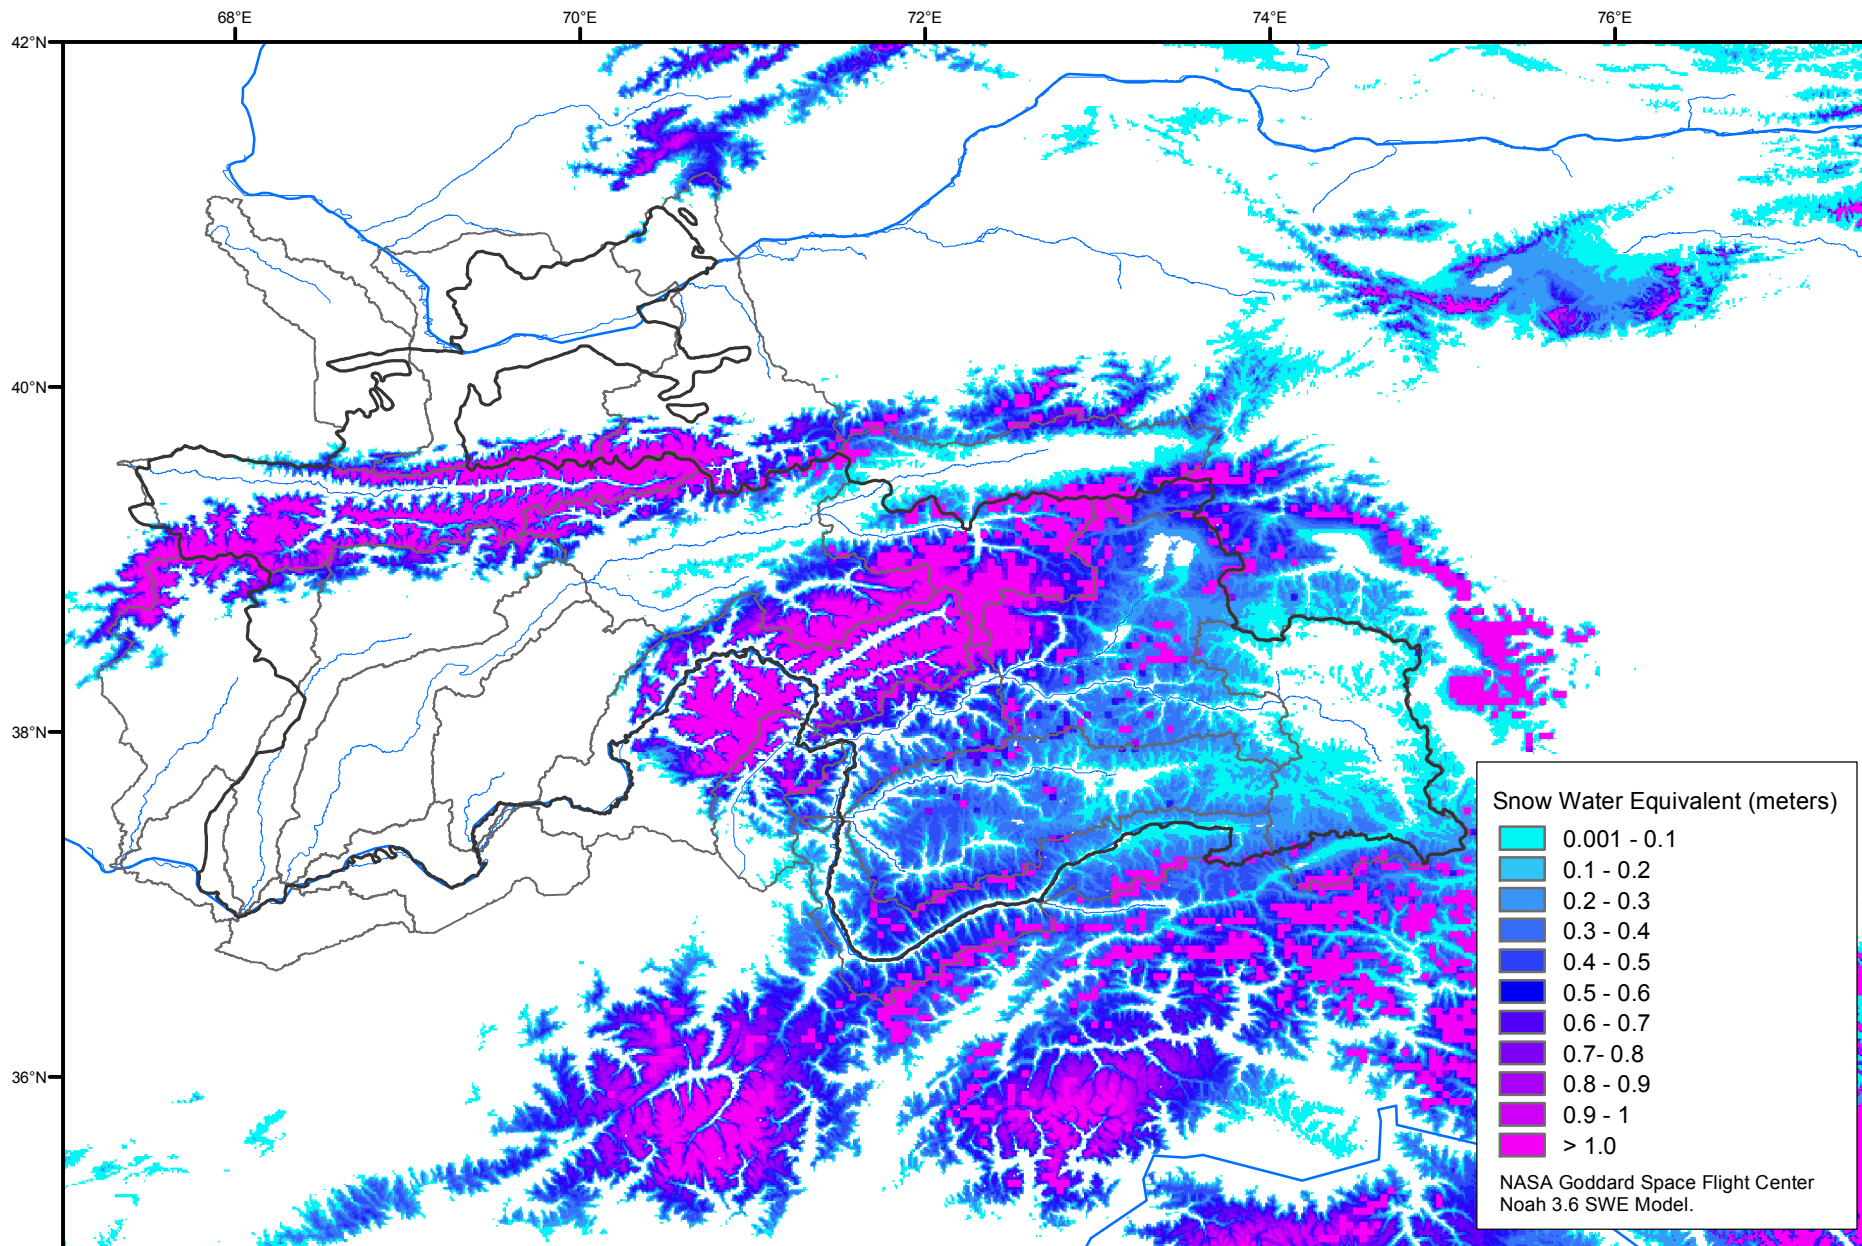 68°E 70°E 72°E 74°E 76°E
42°N
40°N
38°N
36°N
Snow Water Equivalent (meters)
0.001 - 0.1
0.1 - 0.2
0.2 - 0.3
0.3 - 0.4
0.4 - 0.5
0.5 - 0.6
0.6 - 0.7
0.7- 0.8
0.8 - 0.9
0.9 - 1
> 1.0
NASA Goddard Space Flight Center
Noah 3.6 SWE Model.